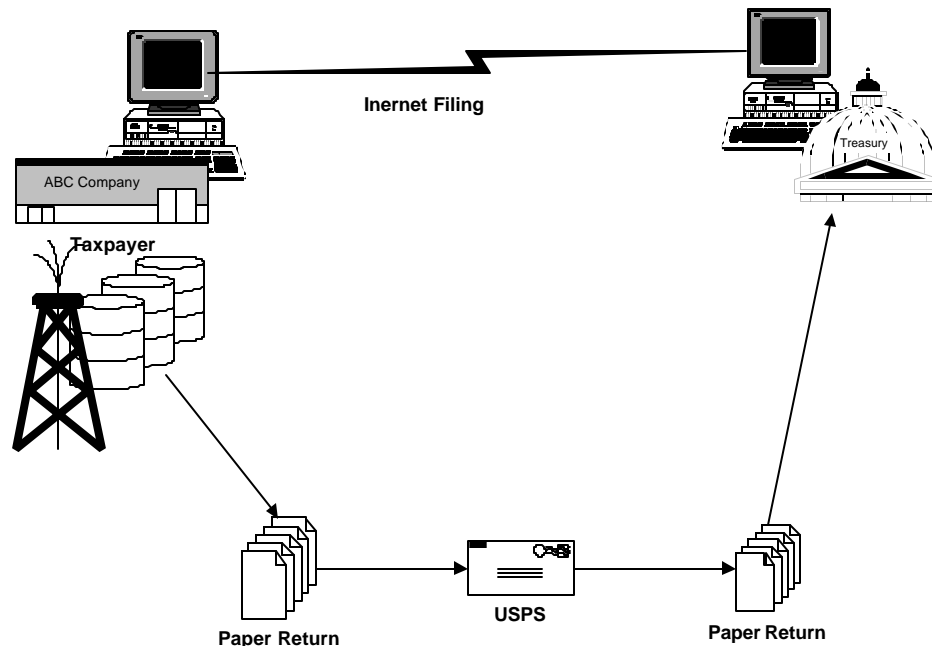 Inernet Filing
Treasury
ABC Company
Taxpayer
USPS
Paper Return
Paper Return